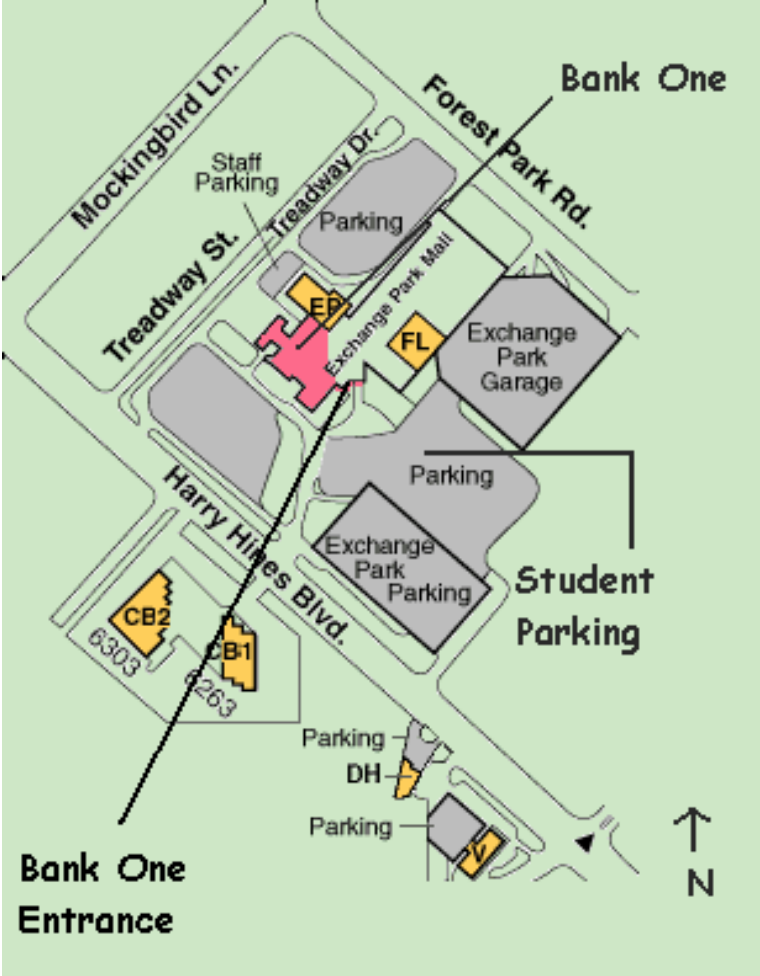 Bank One
Mockingbird Ln.
Forest Park Rd.
Staff
Parking
Treadway Dr.
Parking
Treadway St.
EP
Exchange Park Mall
FL
Exchange
Park
Garage
Parking
Harry Hines Blvd.
Exchange
Park
Parking
Student
Parking
CB2
6303
CB1
6263
Parking
DH
Parking
V
Bank One
Entrance
N